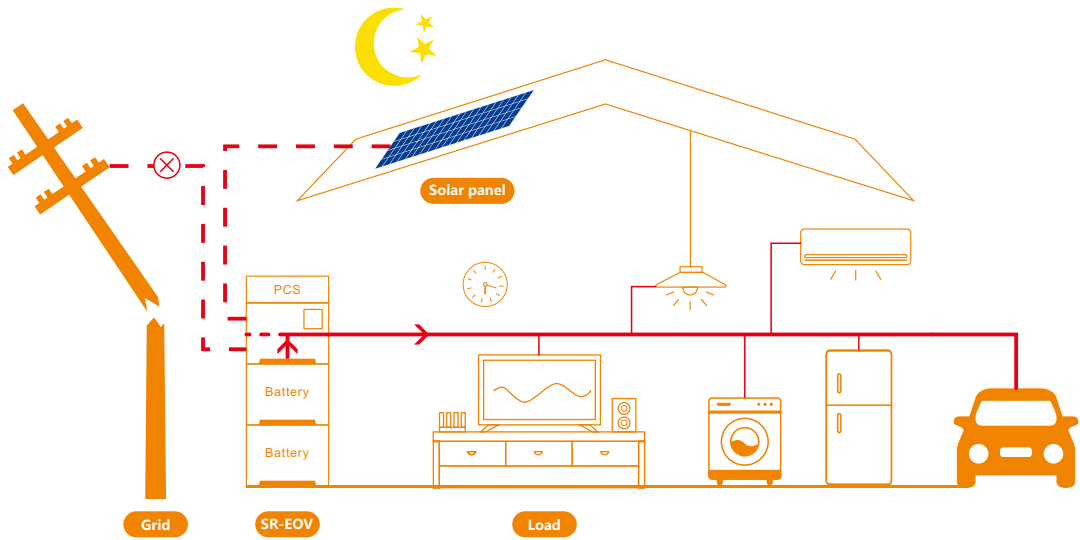 Solar panel
PCS
Battery
Battery
Grid
SR-EOV
Load